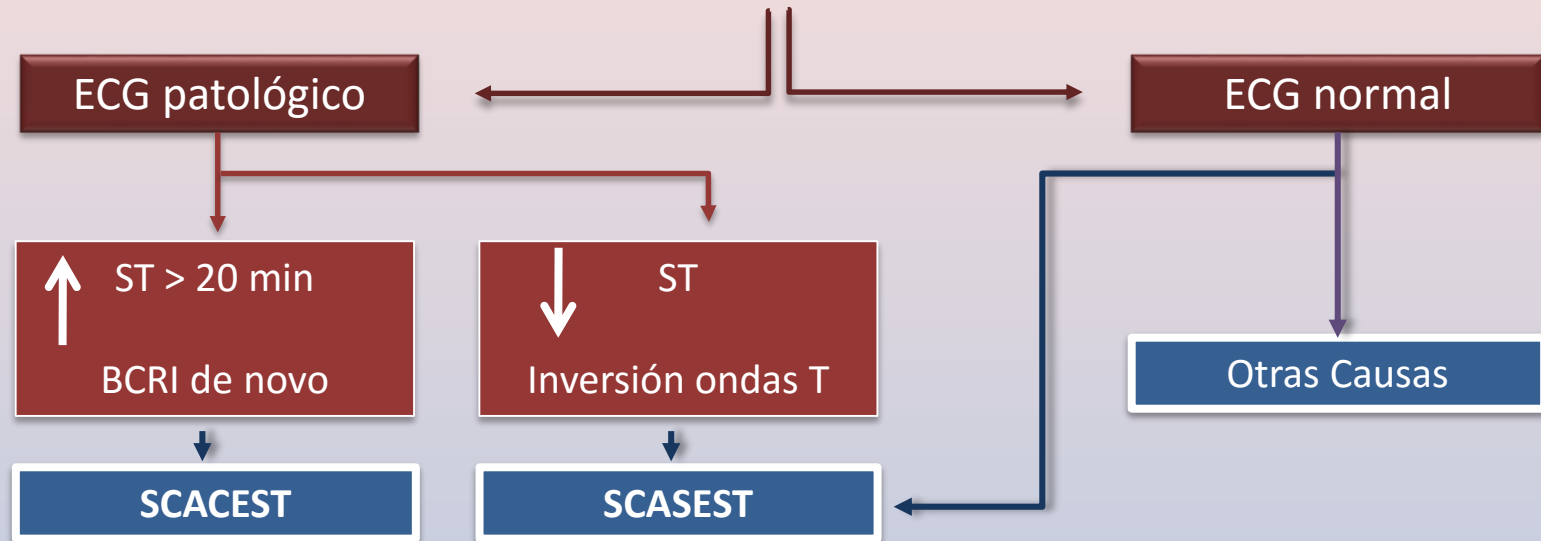 ECG patológico
ECG normal
ST > 20 min
BCRI de novo
ST
Inversión ondas T
Otras Causas
SCACEST
SCASEST